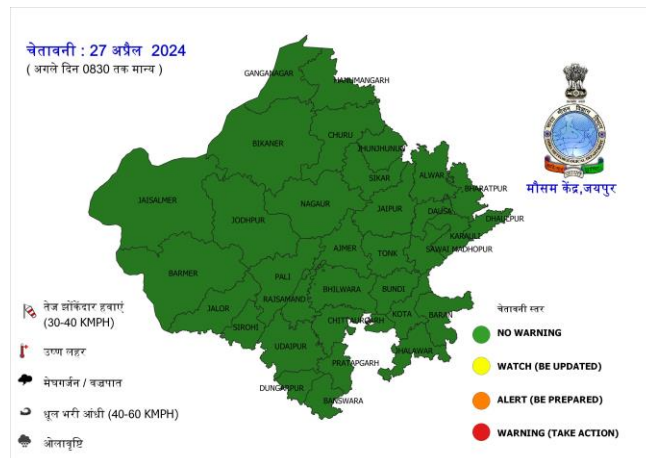 चेतावनी : 27 अप्रैल 2024
( अगले दिन 0830 तक मान्य )
GANGANAGAR
HANUMANGARH
BIKANER
CHURU
JHUNJHUNU
SIKAR
ALWAR
BHARATPUR
JAISALMER
NAGAUR
JODHPUR
JAIPUR
DAUSA
DHAULPUR
KARAULI
SAWAI MADHOPUR
AJMER
TONK
BARMER
PALI
BHILWARA
BUNDI
RAJSAMAND
JALOR
SIROHI
CHITTAURGARH
KOTA
BARAN
UDAIPUR
JHALAWAR
PRATAPGARH
DUNGARPUR
BANSWARA
मौसम केंद्र,जयपुर
तेज झोंकेदार हवाएं
(30-40 KMPH)
उष्ण लहर
मेघगर्जन / वज्रपात
धूल भरी आंधी (40-60 KMPH)
ओलावृष्टि
चेतावनी स्तर
NO WARNING
WATCH (BE UPDATED)
ALERT (BE PREPARED)
WARNING (TAKE ACTION)